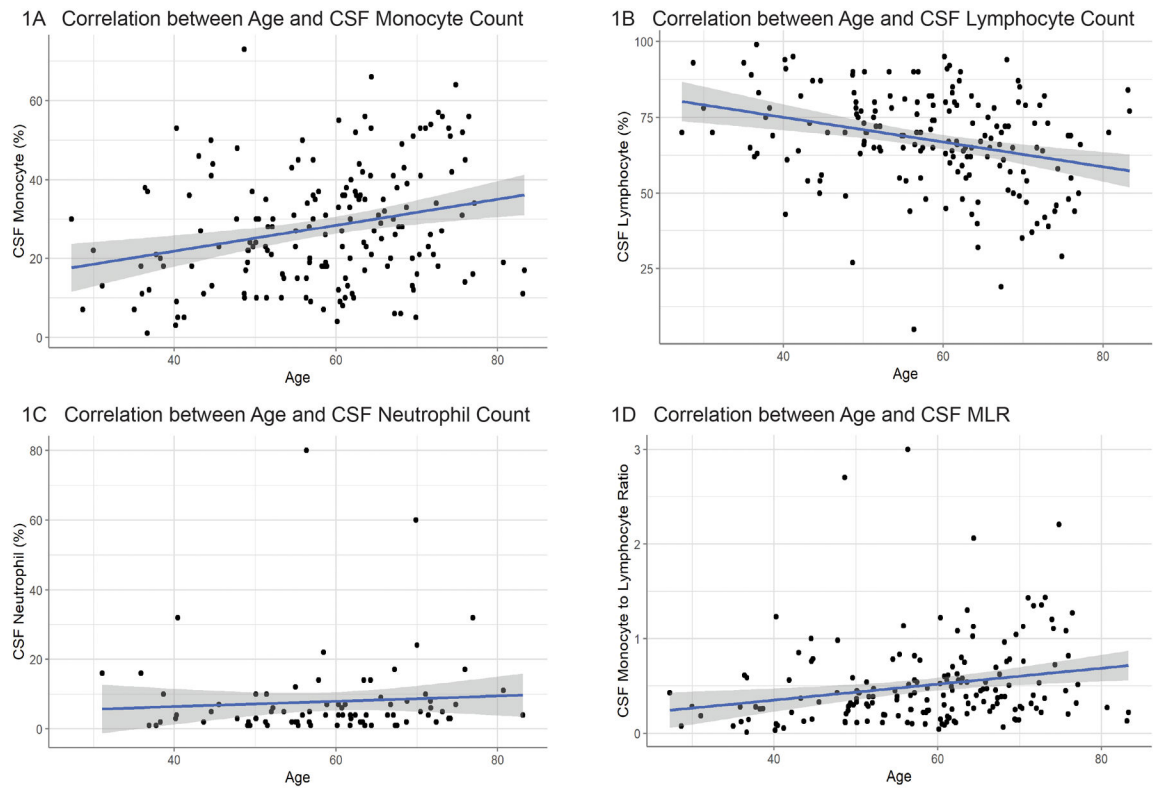 1A Correlation between Age and CSF Monocyte Count
CSF Monocyte (%)
60
40
20
0
40 60 80
Age
1B Correlation between Age and CSF Lymphocyte Count
CSF Lymphocyte (%)
100
75
50
25
40 60 80
Age
1C Correlation between Age and CSF Neutrophil Count
CSF Neutrophil (%)
80
60
40
20
0
40 60 80
Age
1D Correlation between Age and CSF MLR
CSF Monocyte to Lymphocyte Ratio
3
2
1
0
40 60 80
Age